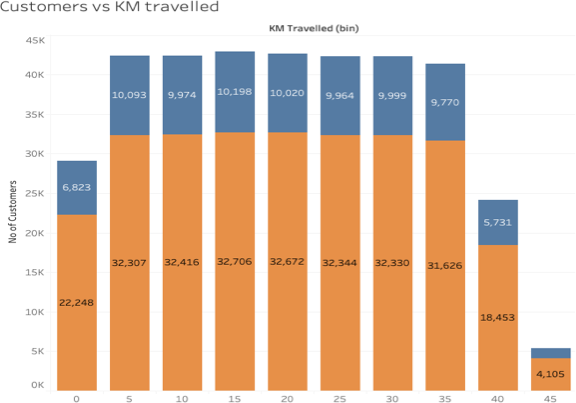 Customers vs KM travelled
KM Travelled (bin)
No of Customers
45K
40K
35K
30K
25K
20K
15K
10K
5K
0K
10,093 9,974 10,198 10,020 9,964 9,999 9,770
6,823
5,731
32,307 32,416 32,706 32,672 32,344 32,330 31,626
22,248
18,453
4,105
0 5 10 15 20 25 30 35 40 45